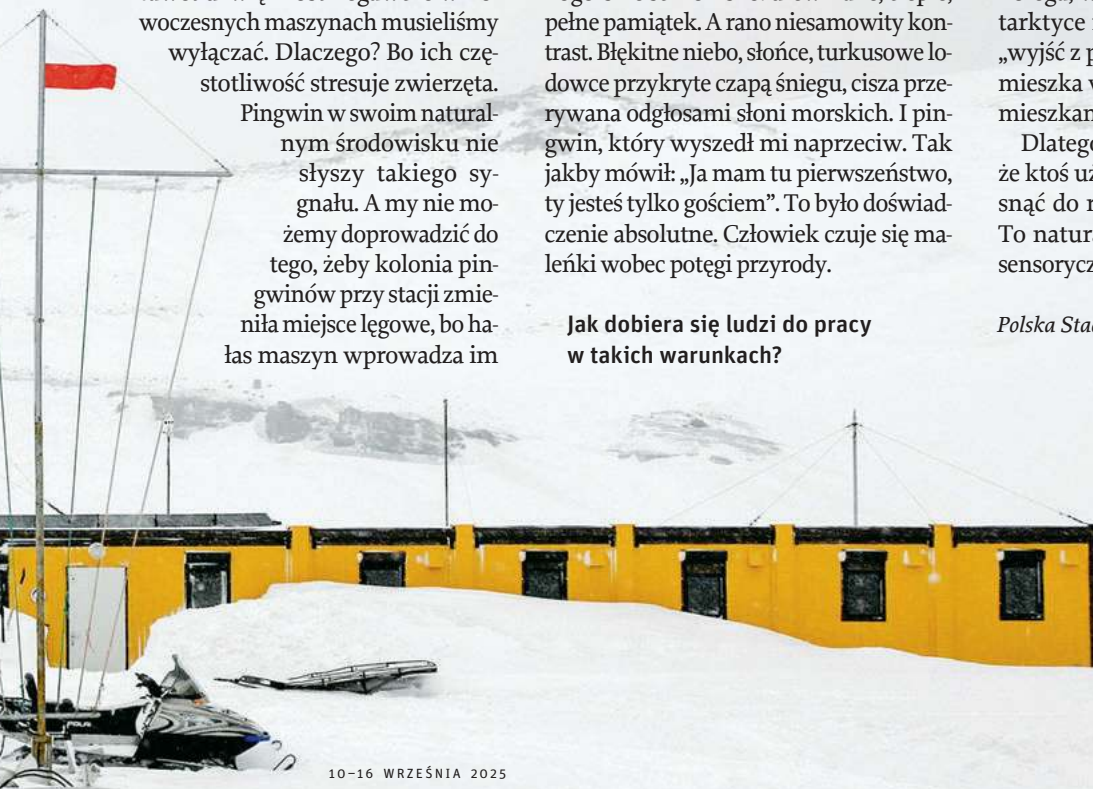 woczesnych maszynach musieliśmy
wyłączać. Dlaczego? Bo ich czę-
stotliwość stresuje zwierzęta.
Pingwin w swoim natural-
nym środowisku nie
słyszy takiego sy-
gnału. A my nie mo-
żemy doprowadzić do
tego, żeby kolonia pin-
gwinów przy stacji zmie-
niła miejsce lęgowe, bo ha-
łas maszyn wprowadza im
pełne pamiątek. A rano niesamowity kon-
trast. Błękitne niebo, słońce, turkusowe lo-
dowce przykryte czapą śniegu, cisza prze-
rywana odgłosami słoni morskich. I pin-
gwin, który wyszedł mi naprzeciw. Tak
jakby mówił: „Ja mam tu pierwszeństwo,
ty jesteś tylko gościem”. To było doświad-
czenie absolutne. Człowiek czuje się ma-
leńki wobec potęgi przyrody.
Jak dobiera się ludzi do pracy
w takich warunkach?
tarktyce
„wyjść z
mieszka
Dlatego
że ktoś
snąć do
To
Polska
10–16 WRZEŚNIA 2025